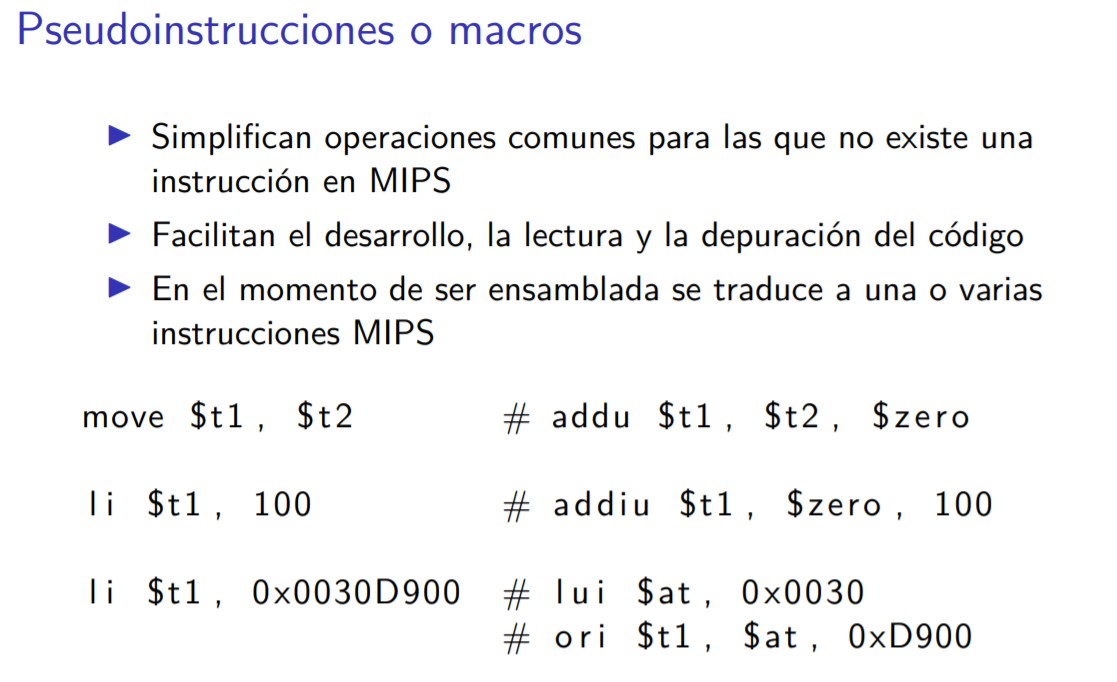 Pseudoinstrucciones o macros
▶ Simplifican operaciones comunes para las que no existe una
instrucción en MIPS
▶ Facilitan el desarrollo, la lectura y la depuración del código
▶ En el momento de ser ensamblada se traduce a una o varias
instrucciones MIPS
move $t1, $t2 # addu $t1, $t2, $zero
li $t1, 100 # addiu $t1, $zero, 100
li $t1, 0x0030D900 # lui $at, 0x0030
# ori $t1, $at, 0xD900